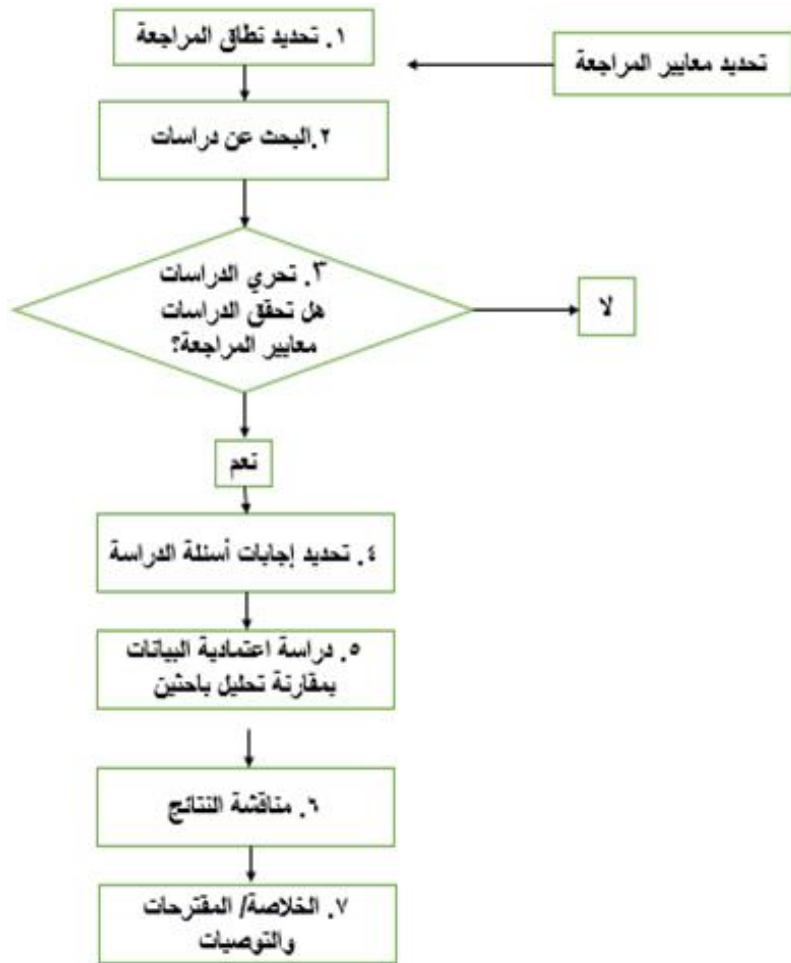 ١. تحديد نطاق المراجعة
تحديد معايير المراجعة
٢.البحث عن دراسات
٣. تحري الدراسات
هل تحقق الدراسات
معايير المراجعة؟
لا
نعم
٤. تحديد إجابات أسئلة الدراسة
٥. دراسة اعتمادية البيانات
بمقارنة تحليل باحثين
٦. مناقشة النتائج
٧. الخلاصة/ المقترحات
والتوصيات